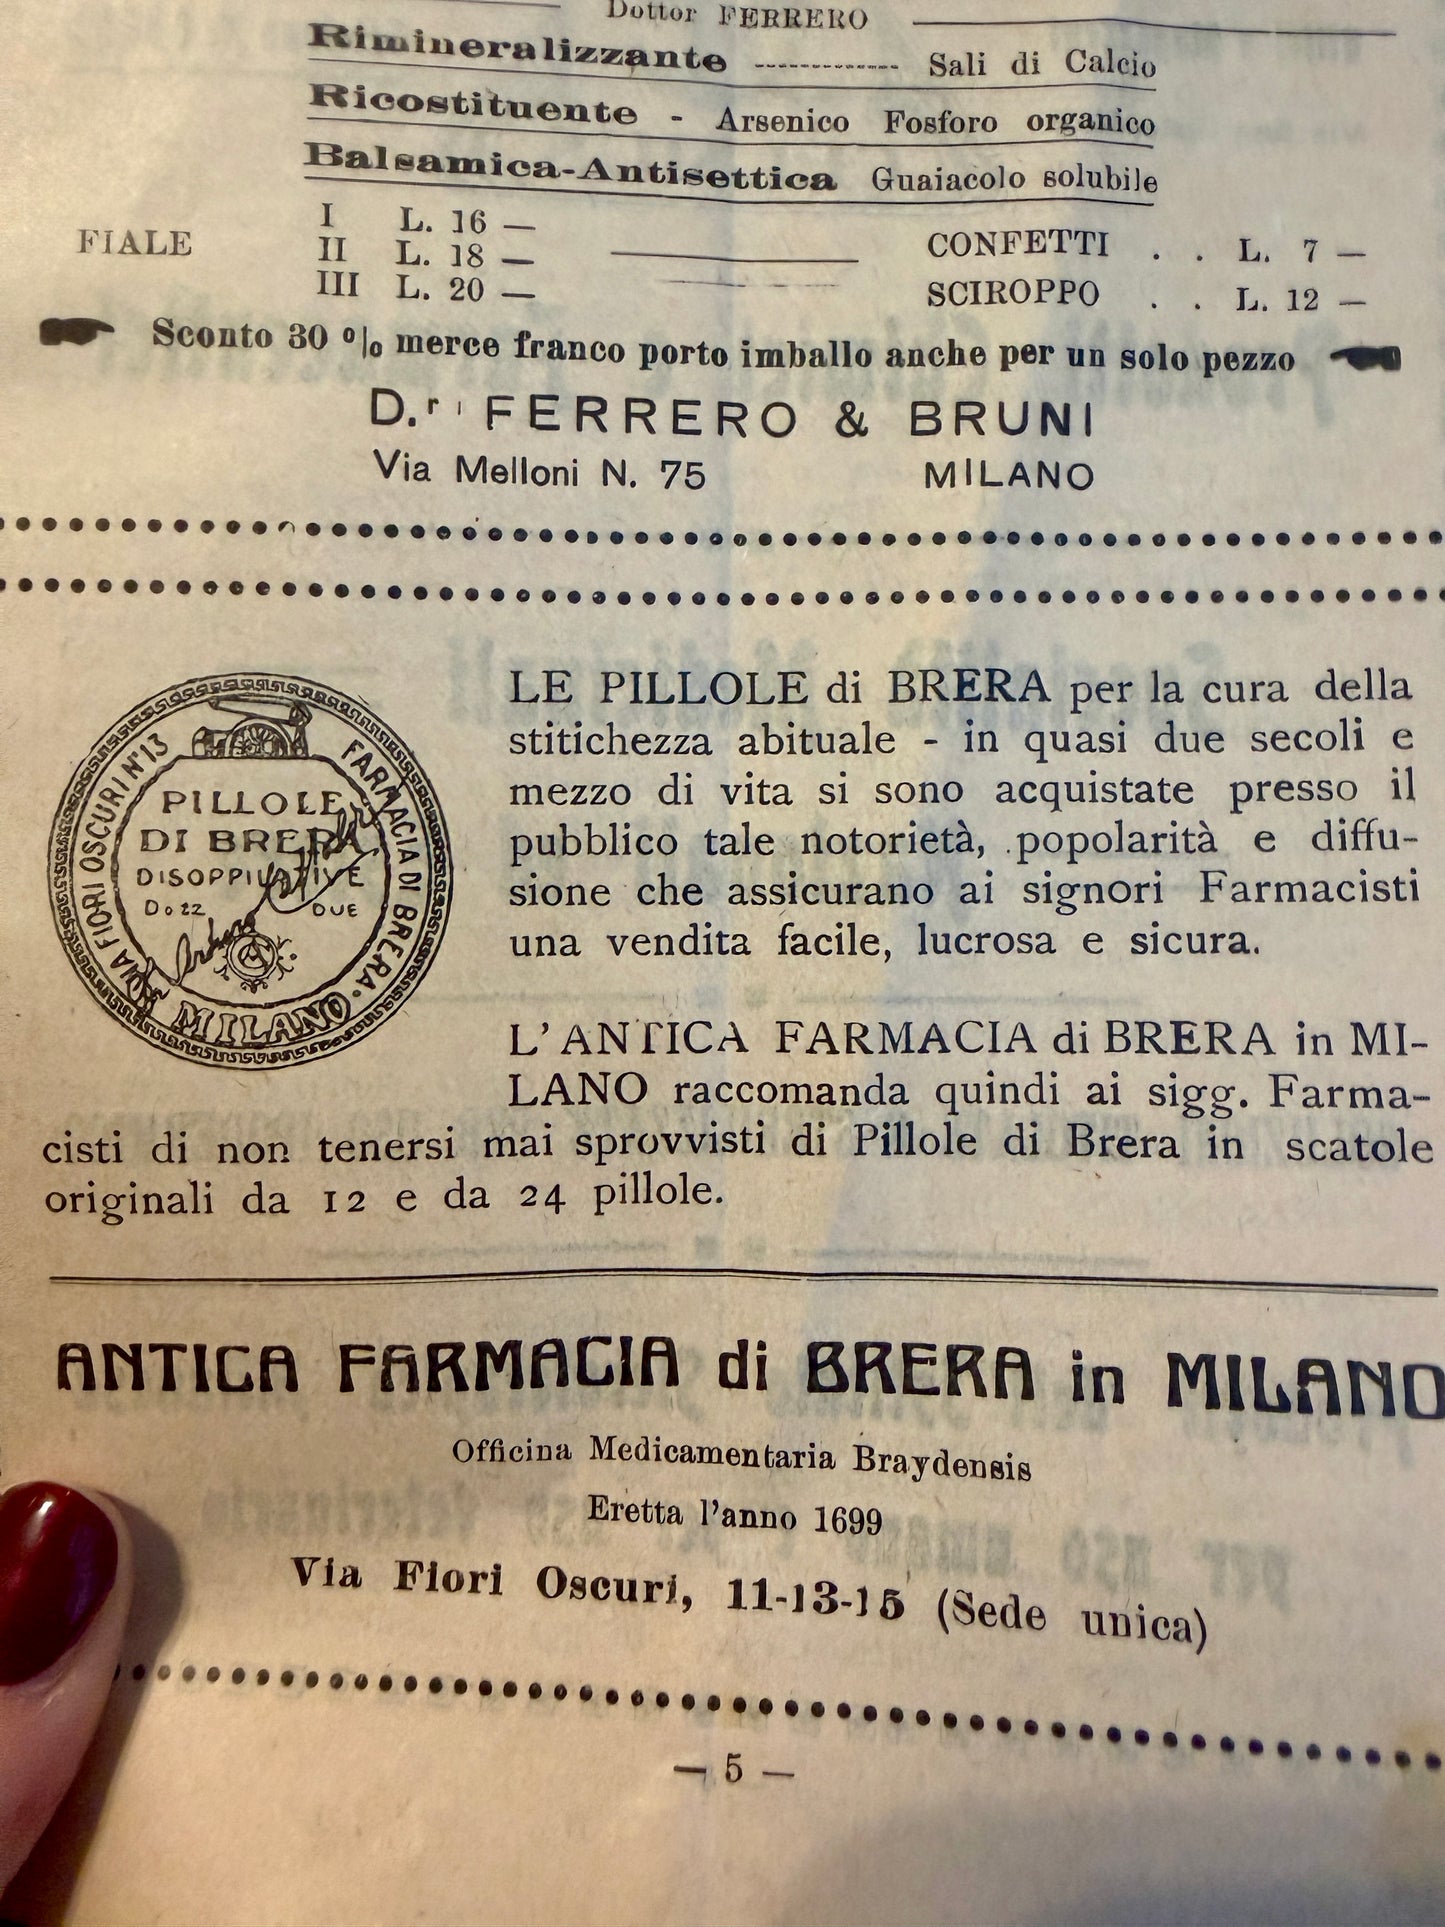 Dottor FERRERO
Rimineralizzante ------------- Sali di Calcio
Ricostituente - Arsenico Fosforo organico
Balsamica-Antisettica Guaiacolo solubile
FIALE
I L. 16 —
II L. 18 —
III L. 20 —
CONFETTI . . L. 7 —
SCIROPPO . . L. 12 —
Sconto 30 % merce franco porto imballo anche per un solo pezzo
D.r FERRERO & BRUNI
Via Melloni N. 75 MILANO
VIA FIORI OSCURI N° 13
FARMACIA DI BRERA.
MILANO
PILLOLE
DI BRERA
DISOPPILATIVE
DOZZ DUE
LE PILLOLE di BRERA per la cura della
stitichezza abituale - in quasi due secoli e
mezzo di vita si sono acquistate presso il
pubblico tale notorietà, popolarità e diffu-
sione che assicurano ai signori Farmacisti
una vendita facile, lucrosa e sicura.
L'ANTICA FARMACIA di BRERA in MI-
LANO raccomanda quindi ai sigg. Farma-
cisti di non tenersi mai sprovvisti di Pillole di Brera in scatole
originali da 12 e da 24 pillole.
ANTICA FARMACIA di BRERA in MILANO
Officina Medicamentaria Braydensis
Eretta l'anno 1699
Via Fiori Oscuri, 11-13-15 (Sede unica)
— 5 —